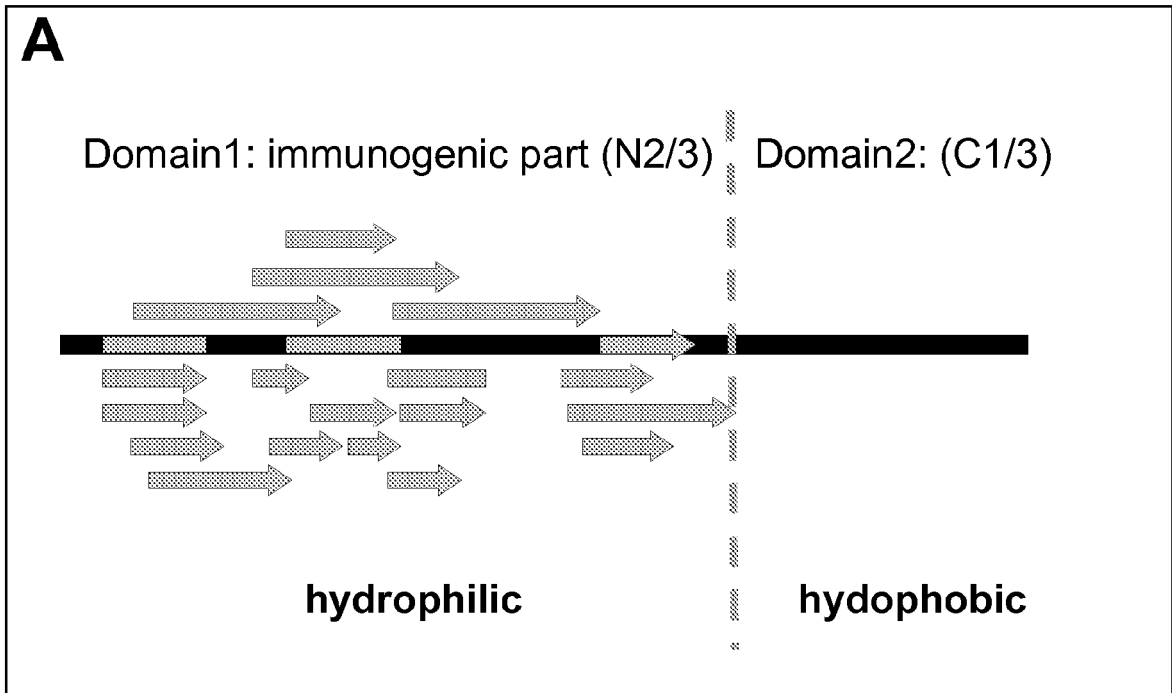 A
Domain1: immunogenic part (N2/3)
Domain2: (C1/3)
hydrophilic
hydophobic